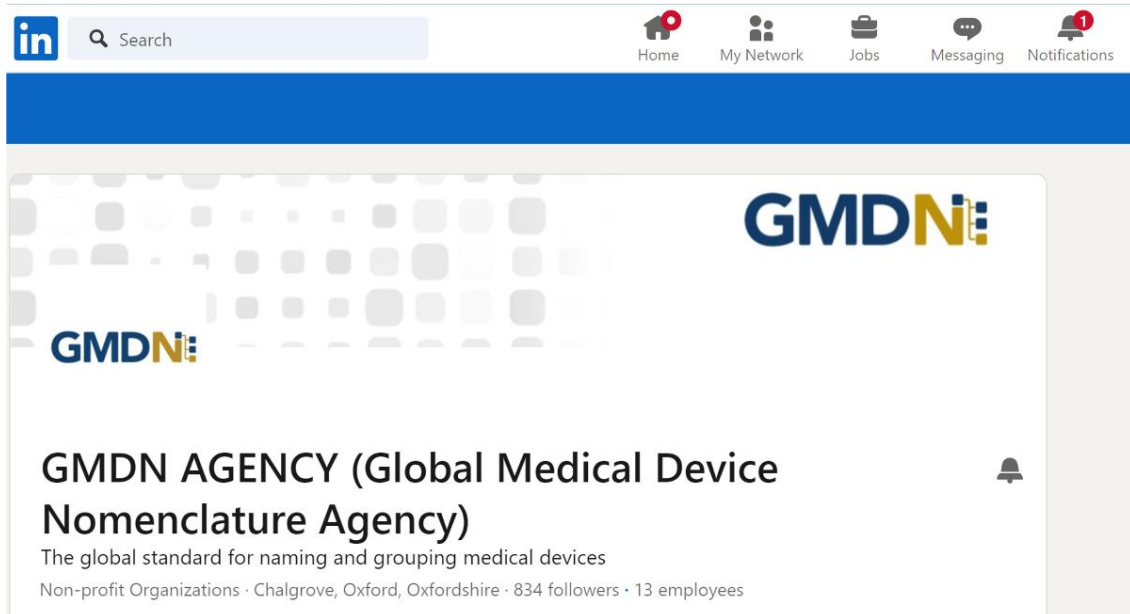 in Search
Home My Network Jobs Messaging 1 Notifications
GMDN
GMDN
GMDN AGENCY (Global Medical Device
Nomenclature Agency)
The global standard for naming and grouping medical devices
Non-profit Organizations · Chalgrove, Oxford, Oxfordshire · 834 followers · 13 employees